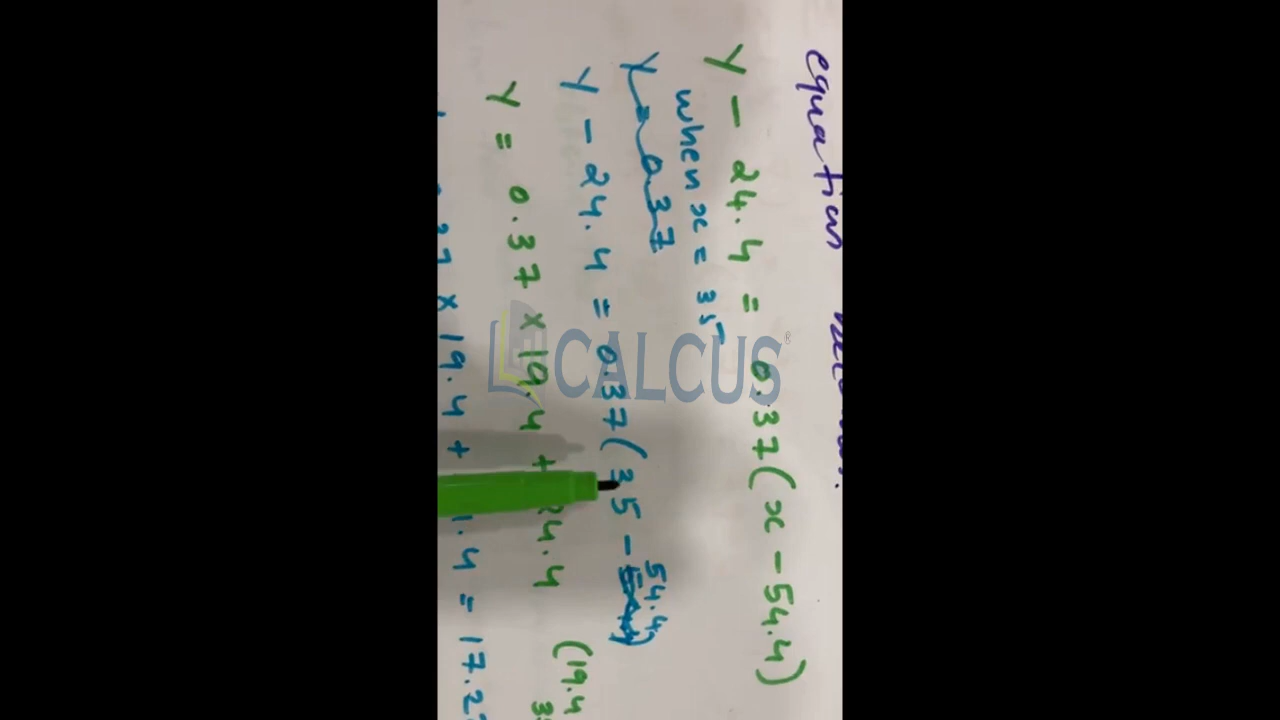 equation
Y - 24.4 = 0.37(x - 54.4)
when x = 35
Y = 0.37
Y - 24.4 = 0.37(35 - 54.4)
Y = 0.37 × 19.4 + 24.4
(19.4
× 19.4 + 1.4 = 17.2
CALCUS®